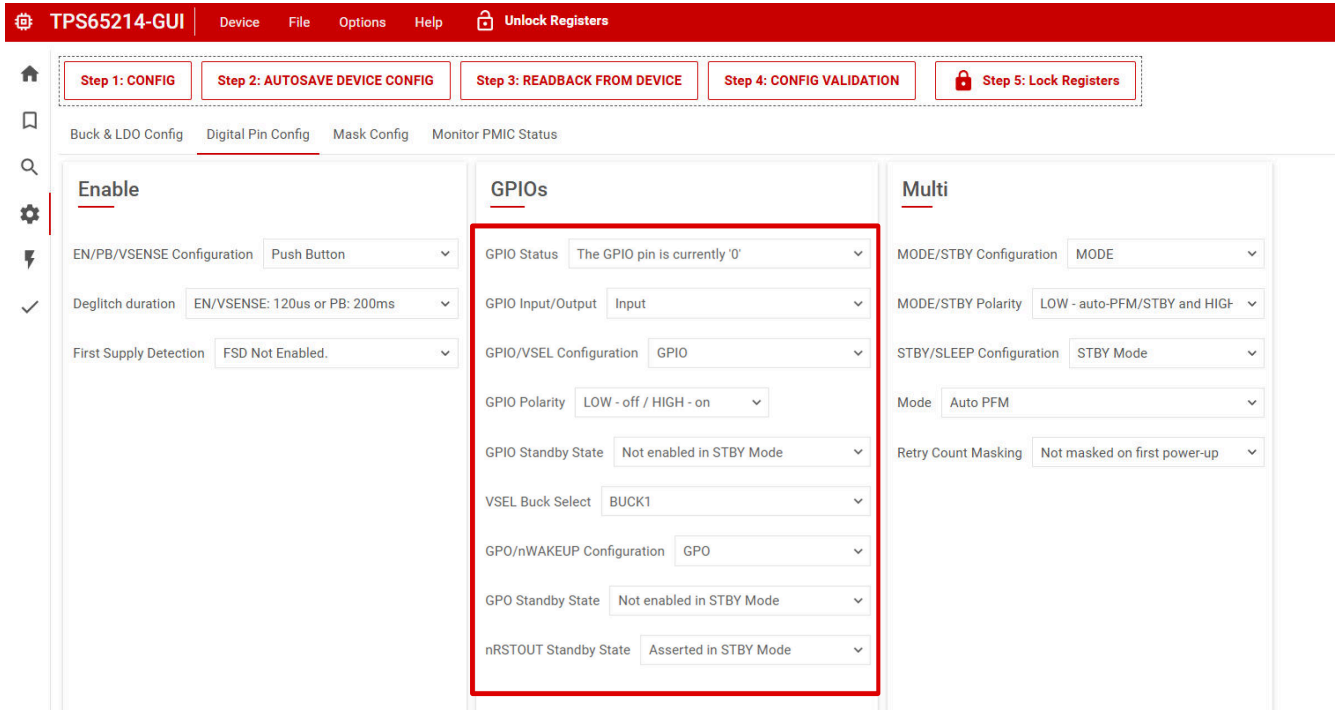 TPS65214-GUI Device File Options Help Unlock Registers
Step 1: CONFIG Step 2: AUTOSAVE DEVICE CONFIG Step 3: READBACK FROM DEVICE Step 4: CONFIG VALIDATION Step 5: Lock Registers
Buck & LDO Config Digital Pin Config Mask Config Monitor PMIC Status
Enable
EN/PB/VSENSE Configuration Push Button
Deglitch duration EN/VSENSE: 120us or PB: 200ms
First Supply Detection FSD Not Enabled.
GPIOs
GPIO Status The GPIO pin is currently '0'
GPIO Input/Output Input
GPIO/VSEL Configuration GPIO
GPIO Polarity LOW - off / HIGH - on
GPIO Standby State Not enabled in STBY Mode
VSEL Buck Select BUCK1
GPO/nWAKEUP Configuration GPO
GPO Standby State Not enabled in STBY Mode
nRSTOUT Standby State Asserted in STBY Mode
Multi
MODE/STBY Configuration MODE
MODE/STBY Polarity LOW - auto-PFM/STBY and HIGH
STBY/SLEEP Configuration STBY Mode
Mode Auto PFM
Retry Count Masking Not masked on first power-up